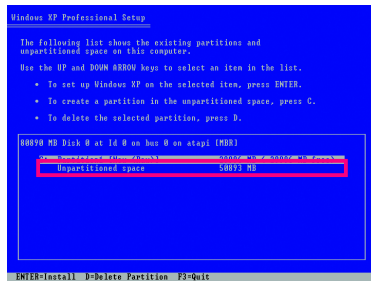 Windows XP Professional Setup
The following list shows the existing partitions and
unpartitioned space on this computer.
Use the UP and DOWN ARROW keys to select an item in the list.
• To set up Windows XP on the selected item, press ENTER.
• To create a partition in the unpartitioned space, press C.
• To delete the selected partition, press D.
80890 MB Disk 0 at Id 0 on bus 0 on atapi [MBR]
Unpartitioned space 50893 MB
ENTER=Install D=Delete Partition F3=Quit